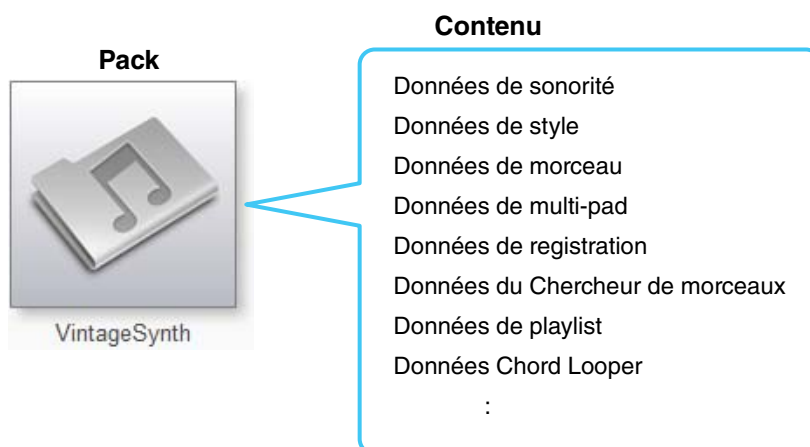 Pack
VintageSynth
Contenu
Données de sonorité
Données de style
Données de morceau
Données de multi-pad
Données de registration
Données du Chercheur de morceaux
Données de playlist
Données Chord Looper
: